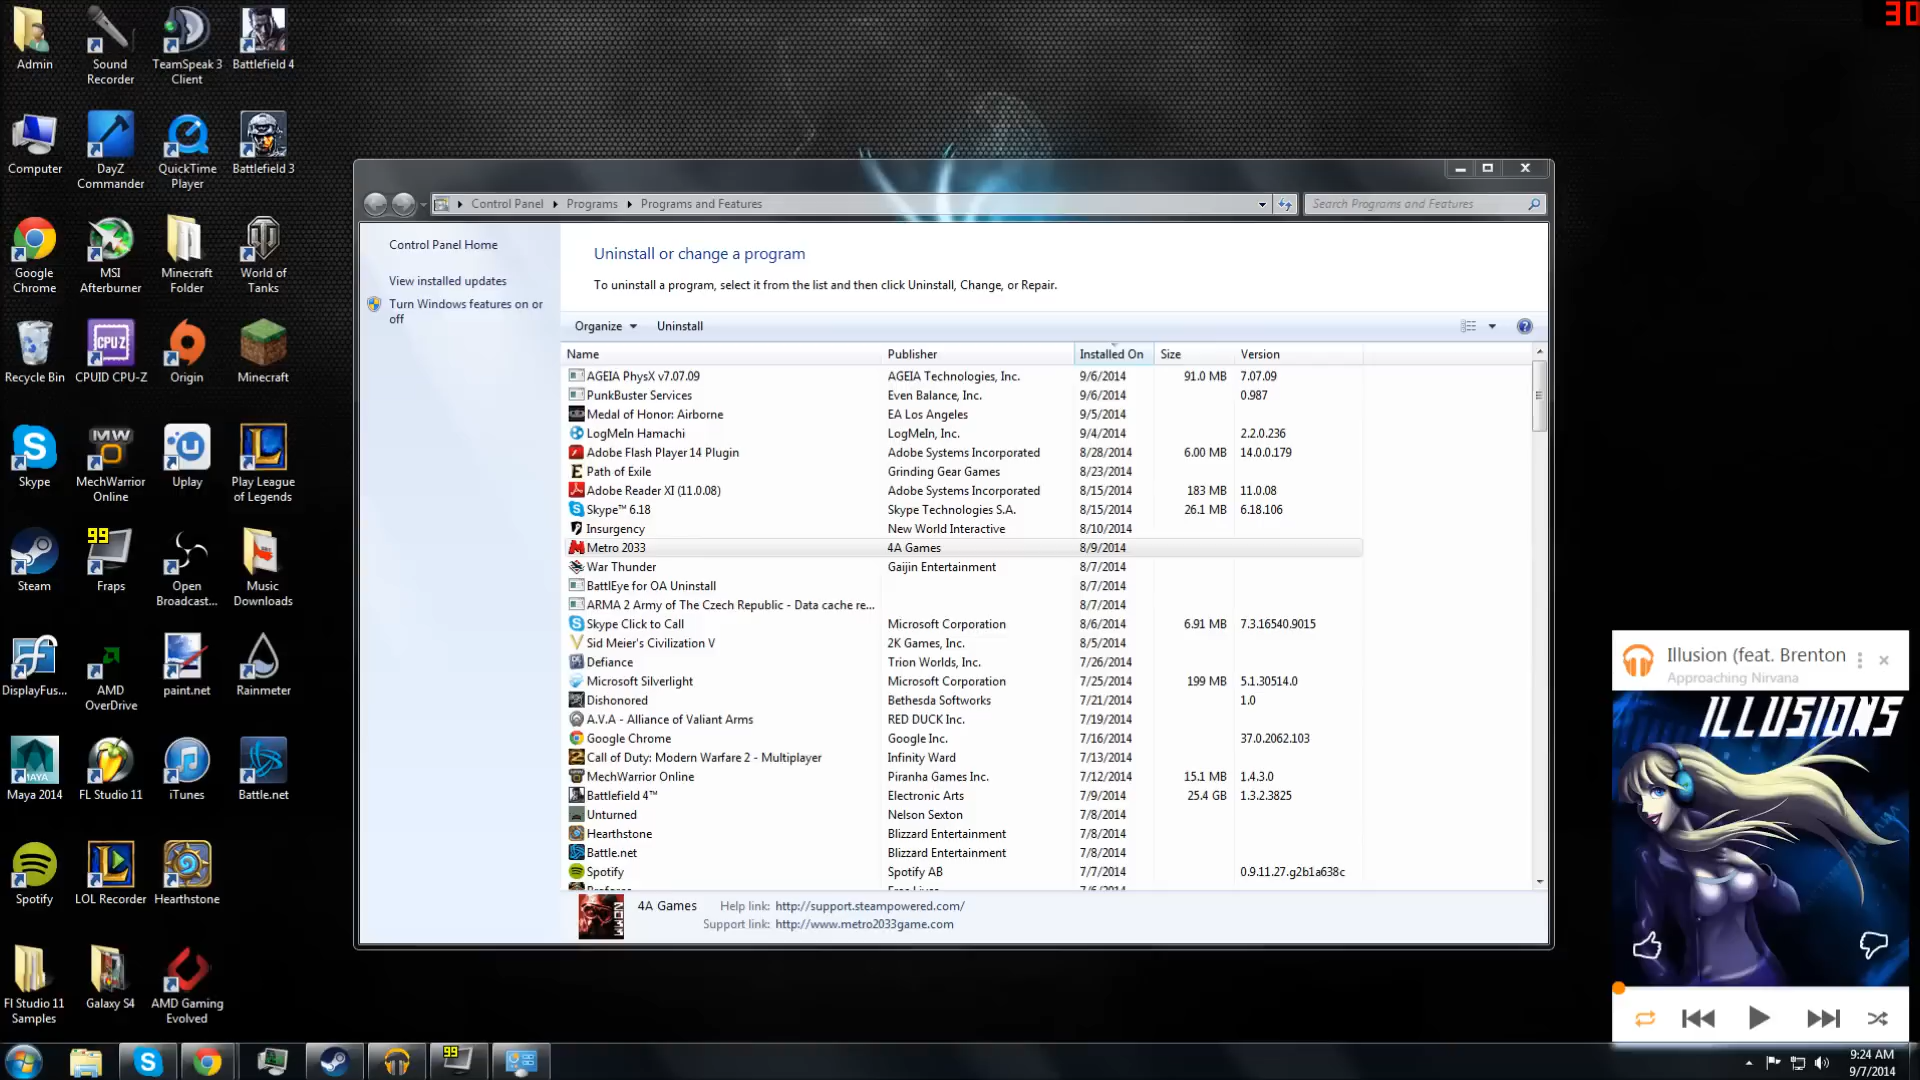 30
Admin
Sound
Recorder
TeamSpeak 3
Client
Battlefield 4
Computer
DayZ
Commander
QuickTime
Player
Battlefield 3
Google
Chrome
MSI
Afterburner
Minecraft
Folder
World of
Tanks
Recycle Bin
CPU-Z
CPUID CPU-Z
Origin
Minecraft
Skype
MWO
MechWarrior
Online
Uplay
Play League
of Legends
Steam
99
Fraps
Open
Broadcast...
Music
Downloads
DisplayFus...
AMD
OverDrive
paint.net
Rainmeter
MAYA
Maya 2014
FL Studio 11
iTunes
Battle.net
Spotify
LOL Recorder
Hearthstone
Fl Studio 11
Samples
Galaxy S4
AMD Gaming
Evolved
Control Panel
Programs
Programs and Features
Search Programs and Features
Control Panel Home
View installed updates
Turn Windows features on or
off
Uninstall or change a program
To uninstall a program, select it from the list and then click Uninstall, Change, or Repair.
Organize
Uninstall
Name Publisher Installed On Size Version
AGEIA PhysX v7.07.09 AGEIA Technologies, Inc. 9/6/2014 91.0 MB 7.07.09
PunkBuster Services Even Balance, Inc. 9/6/2014 0.987
Medal of Honor: Airborne EA Los Angeles 9/5/2014
LogMeIn Hamachi LogMeIn, Inc. 9/4/2014 2.2.0.236
Adobe Flash Player 14 Plugin Adobe Systems Incorporated 8/28/2014 6.00 MB 14.0.0.179
Path of Exile Grinding Gear Games 8/23/2014
Adobe Reader XI (11.0.08) Adobe Systems Incorporated 8/15/2014 183 MB 11.0.08
Skype™ 6.18 Skype Technologies S.A. 8/15/2014 26.1 MB 6.18.106
Insurgency New World Interactive 8/10/2014
Metro 2033 4A Games 8/9/2014
War Thunder Gaijin Entertainment 8/7/2014
BattlEye for OA Uninstall 8/7/2014
ARMA 2 Army of The Czech Republic - Data cache re... 8/7/2014
Skype Click to Call Microsoft Corporation 8/6/2014 6.91 MB 7.3.16540.9015
Sid Meier's Civilization V 2K Games, Inc. 8/5/2014
Defiance Trion Worlds, Inc. 7/26/2014
Microsoft Silverlight Microsoft Corporation 7/25/2014 199 MB 5.1.30514.0
Dishonored Bethesda Softworks 7/21/2014 1.0
A.V.A - Alliance of Valiant Arms RED DUCK Inc. 7/19/2014
Google Chrome Google Inc. 7/16/2014 37.0.2062.103
Call of Duty: Modern Warfare 2 - Multiplayer Infinity Ward 7/13/2014
MechWarrior Online Piranha Games Inc. 7/12/2014 15.1 MB 1.4.3.0
Battlefield 4™ Electronic Arts 7/9/2014 25.4 GB 1.3.2.3825
Unturned Nelson Sexton 7/8/2014
Hearthstone Blizzard Entertainment 7/8/2014
Battle.net Blizzard Entertainment 7/8/2014
Spotify Spotify AB 7/7/2014 0.9.11.27.g2b1a638c
4A Games Help link: http://support.steampowered.com/
Support link: http://www.metro2033game.com
Illusion (feat. Brenton
Approaching Nirvana
ILLUSIONS
99
9:24 AM
9/7/2014